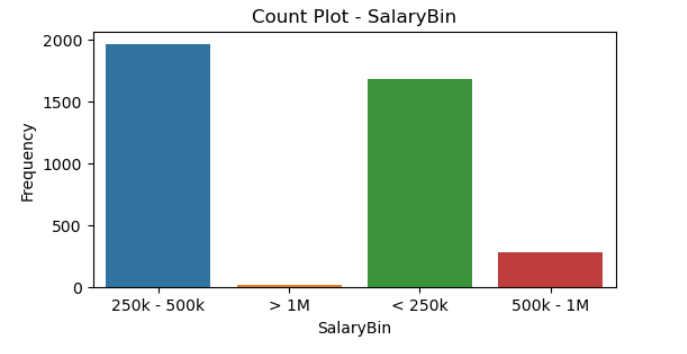 Count Plot - SalaryBin
2000
1500
1000
500
0
Frequency
250k - 500k
> 1M
< 250k
500k - 1M
SalaryBin